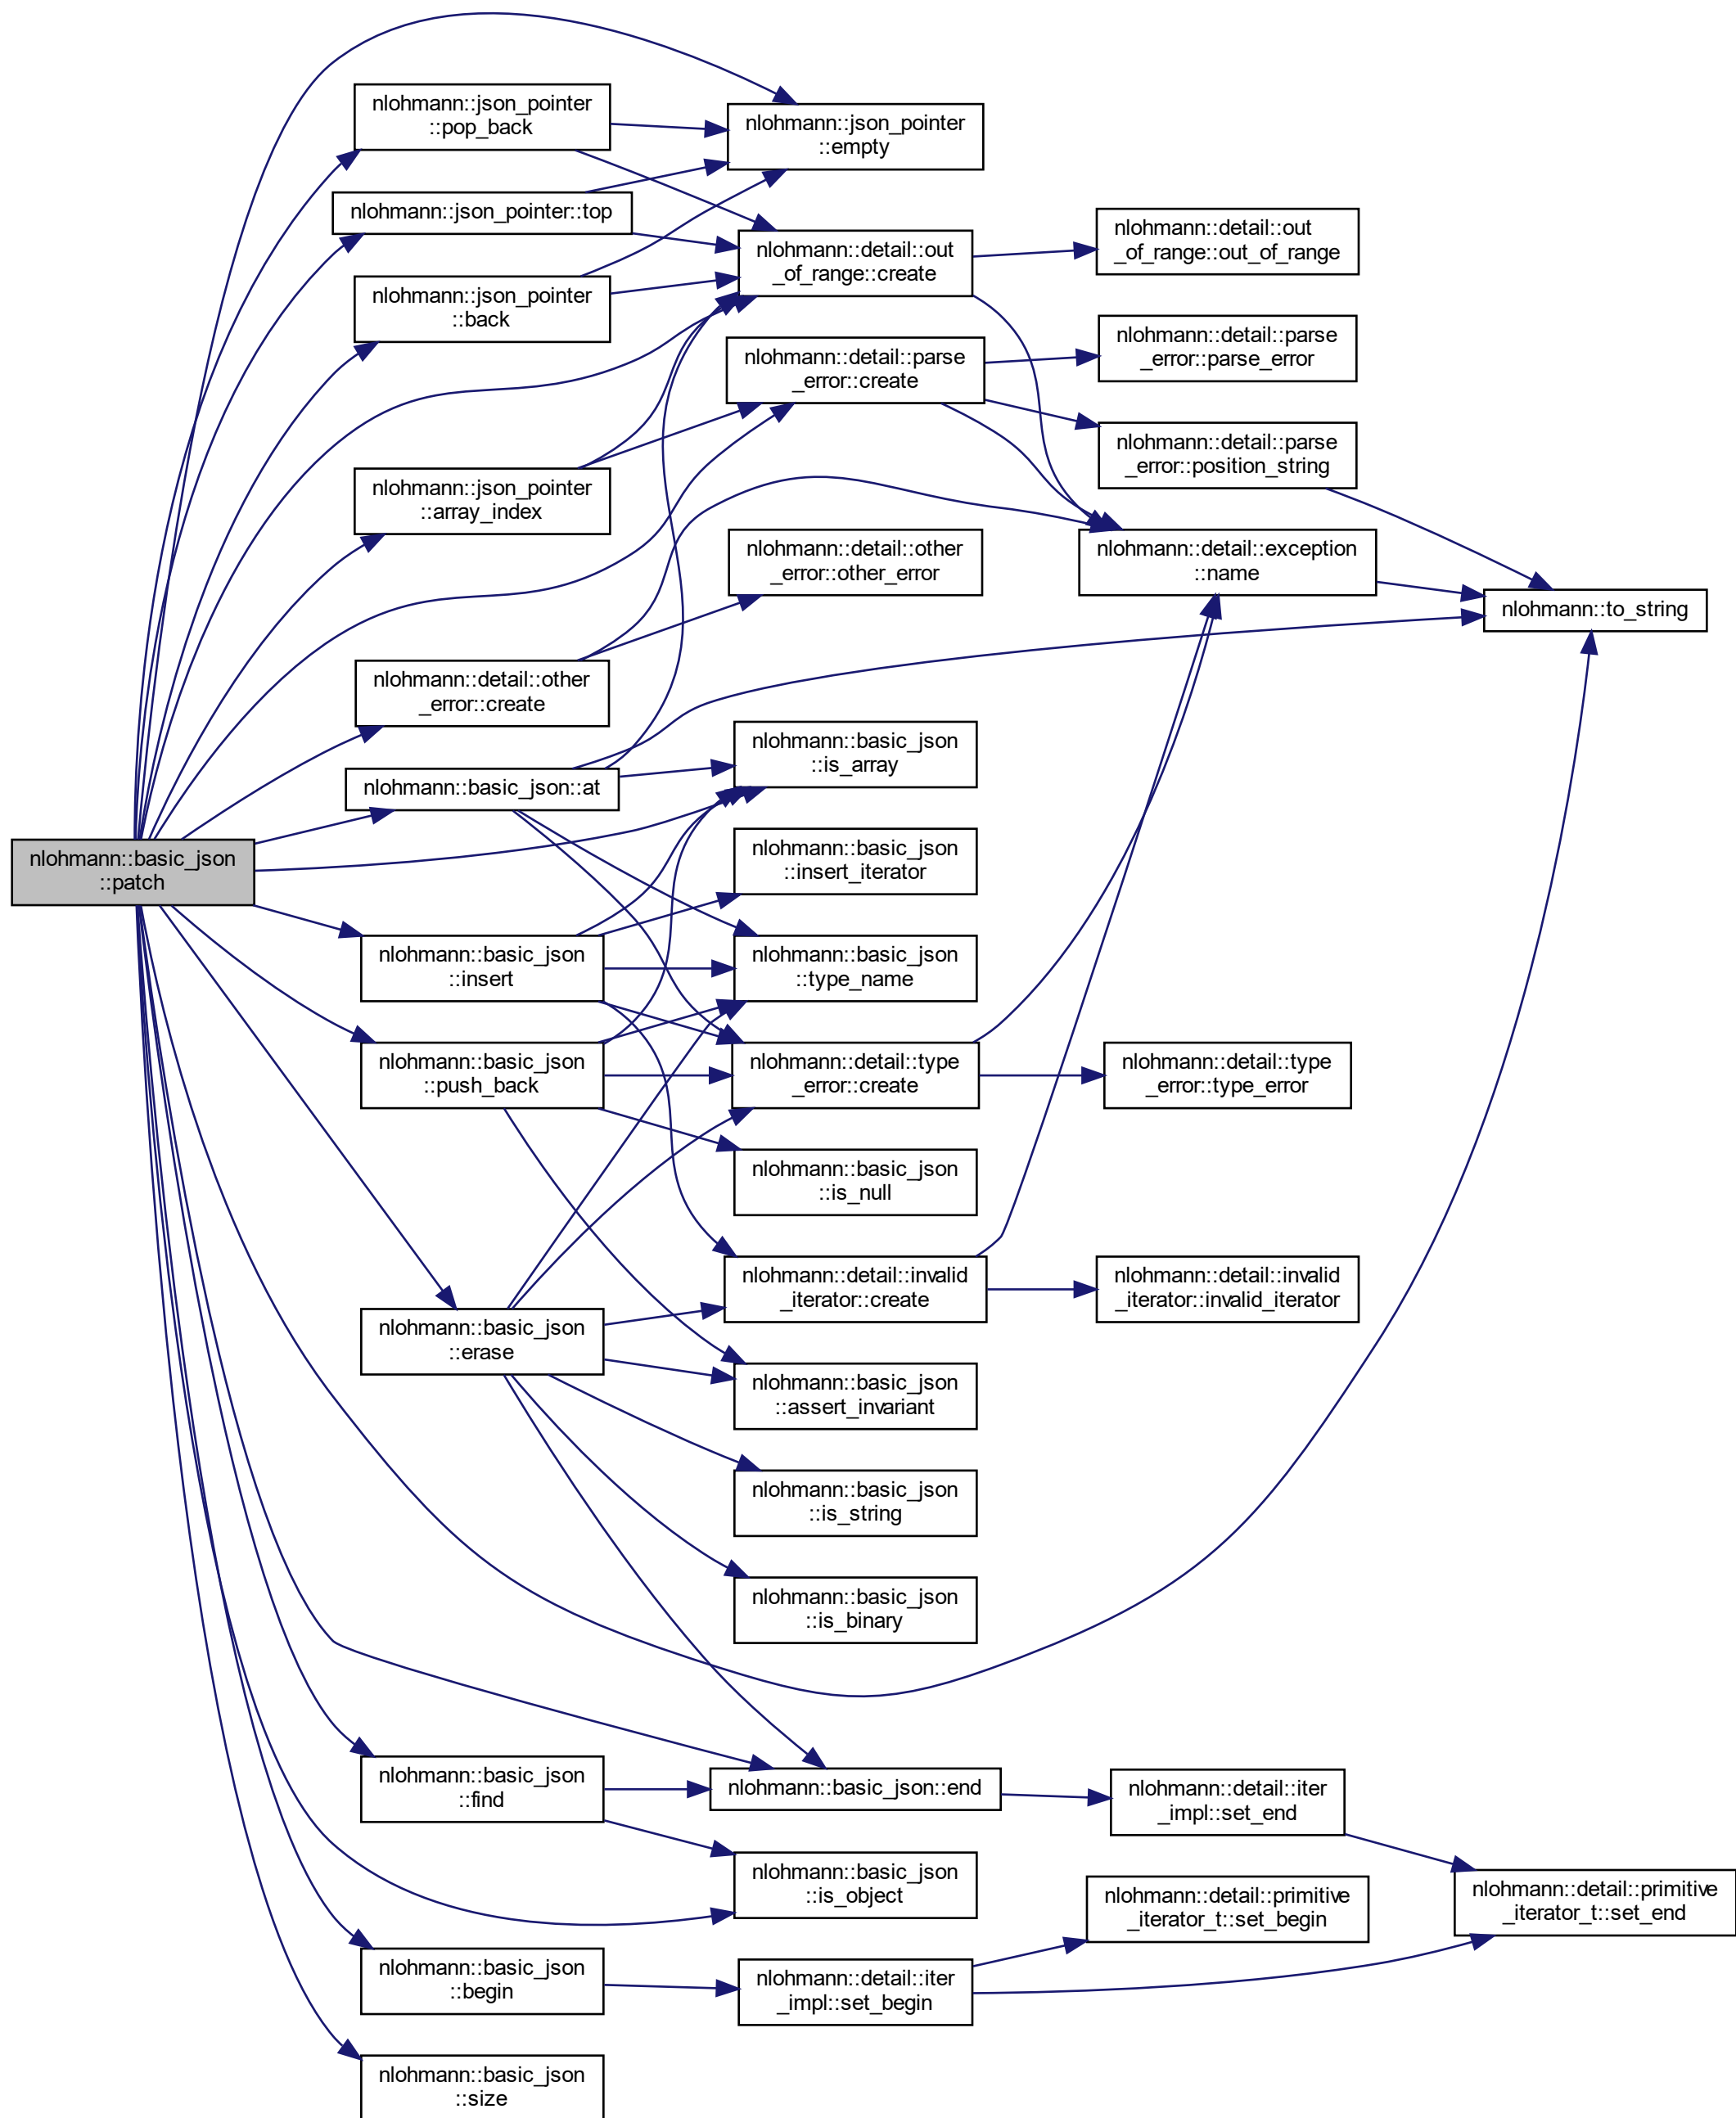 nlohmann::json_pointer
::pop_back
nlohmann::json_pointer
::empty
nlohmann::json_pointer::top
nlohmann::detail::out
_of_range::create
nlohmann::detail::out
_of_range::out_of_range
nlohmann::json_pointer
::back
nlohmann::detail::parse
_error::create
nlohmann::detail::parse
_error::parse_error
nlohmann::detail::parse
_error::position_string
nlohmann::json_pointer
::array_index
nlohmann::detail::other
_error::other_error
nlohmann::detail::exception
::name
nlohmann::to_string
nlohmann::detail::other
_error::create
nlohmann::basic_json
::is_array
nlohmann::basic_json::at
nlohmann::basic_json
::patch
nlohmann::basic_json
::insert_iterator
nlohmann::basic_json
::insert
nlohmann::basic_json
::type_name
nlohmann::basic_json
::push_back
nlohmann::detail::type
_error::create
nlohmann::detail::type
_error::type_error
nlohmann::basic_json
::is_null
nlohmann::detail::invalid
_iterator::create
nlohmann::detail::invalid
_iterator::invalid_iterator
nlohmann::basic_json
::erase
nlohmann::basic_json
::assert_invariant
nlohmann::basic_json
::is_string
nlohmann::basic_json
::is_binary
nlohmann::basic_json
::find
nlohmann::basic_json::end
nlohmann::detail::iter
_impl::set_end
nlohmann::basic_json
::is_object
nlohmann::detail::primitive
_iterator_t::set_begin
nlohmann::detail::primitive
_iterator_t::set_end
nlohmann::basic_json
::begin
nlohmann::detail::iter
_impl::set_begin
nlohmann::basic_json
::size